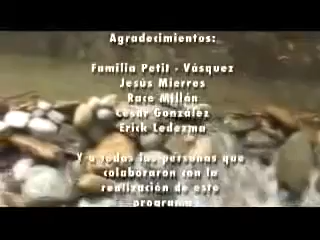 Agradecimientos:
Familia Petit - Vásquez
Jesús Mierres
Race Millán
César González
Erick Ledezma
Y a todas las personas que
colaboraron con la
realización de este
programa